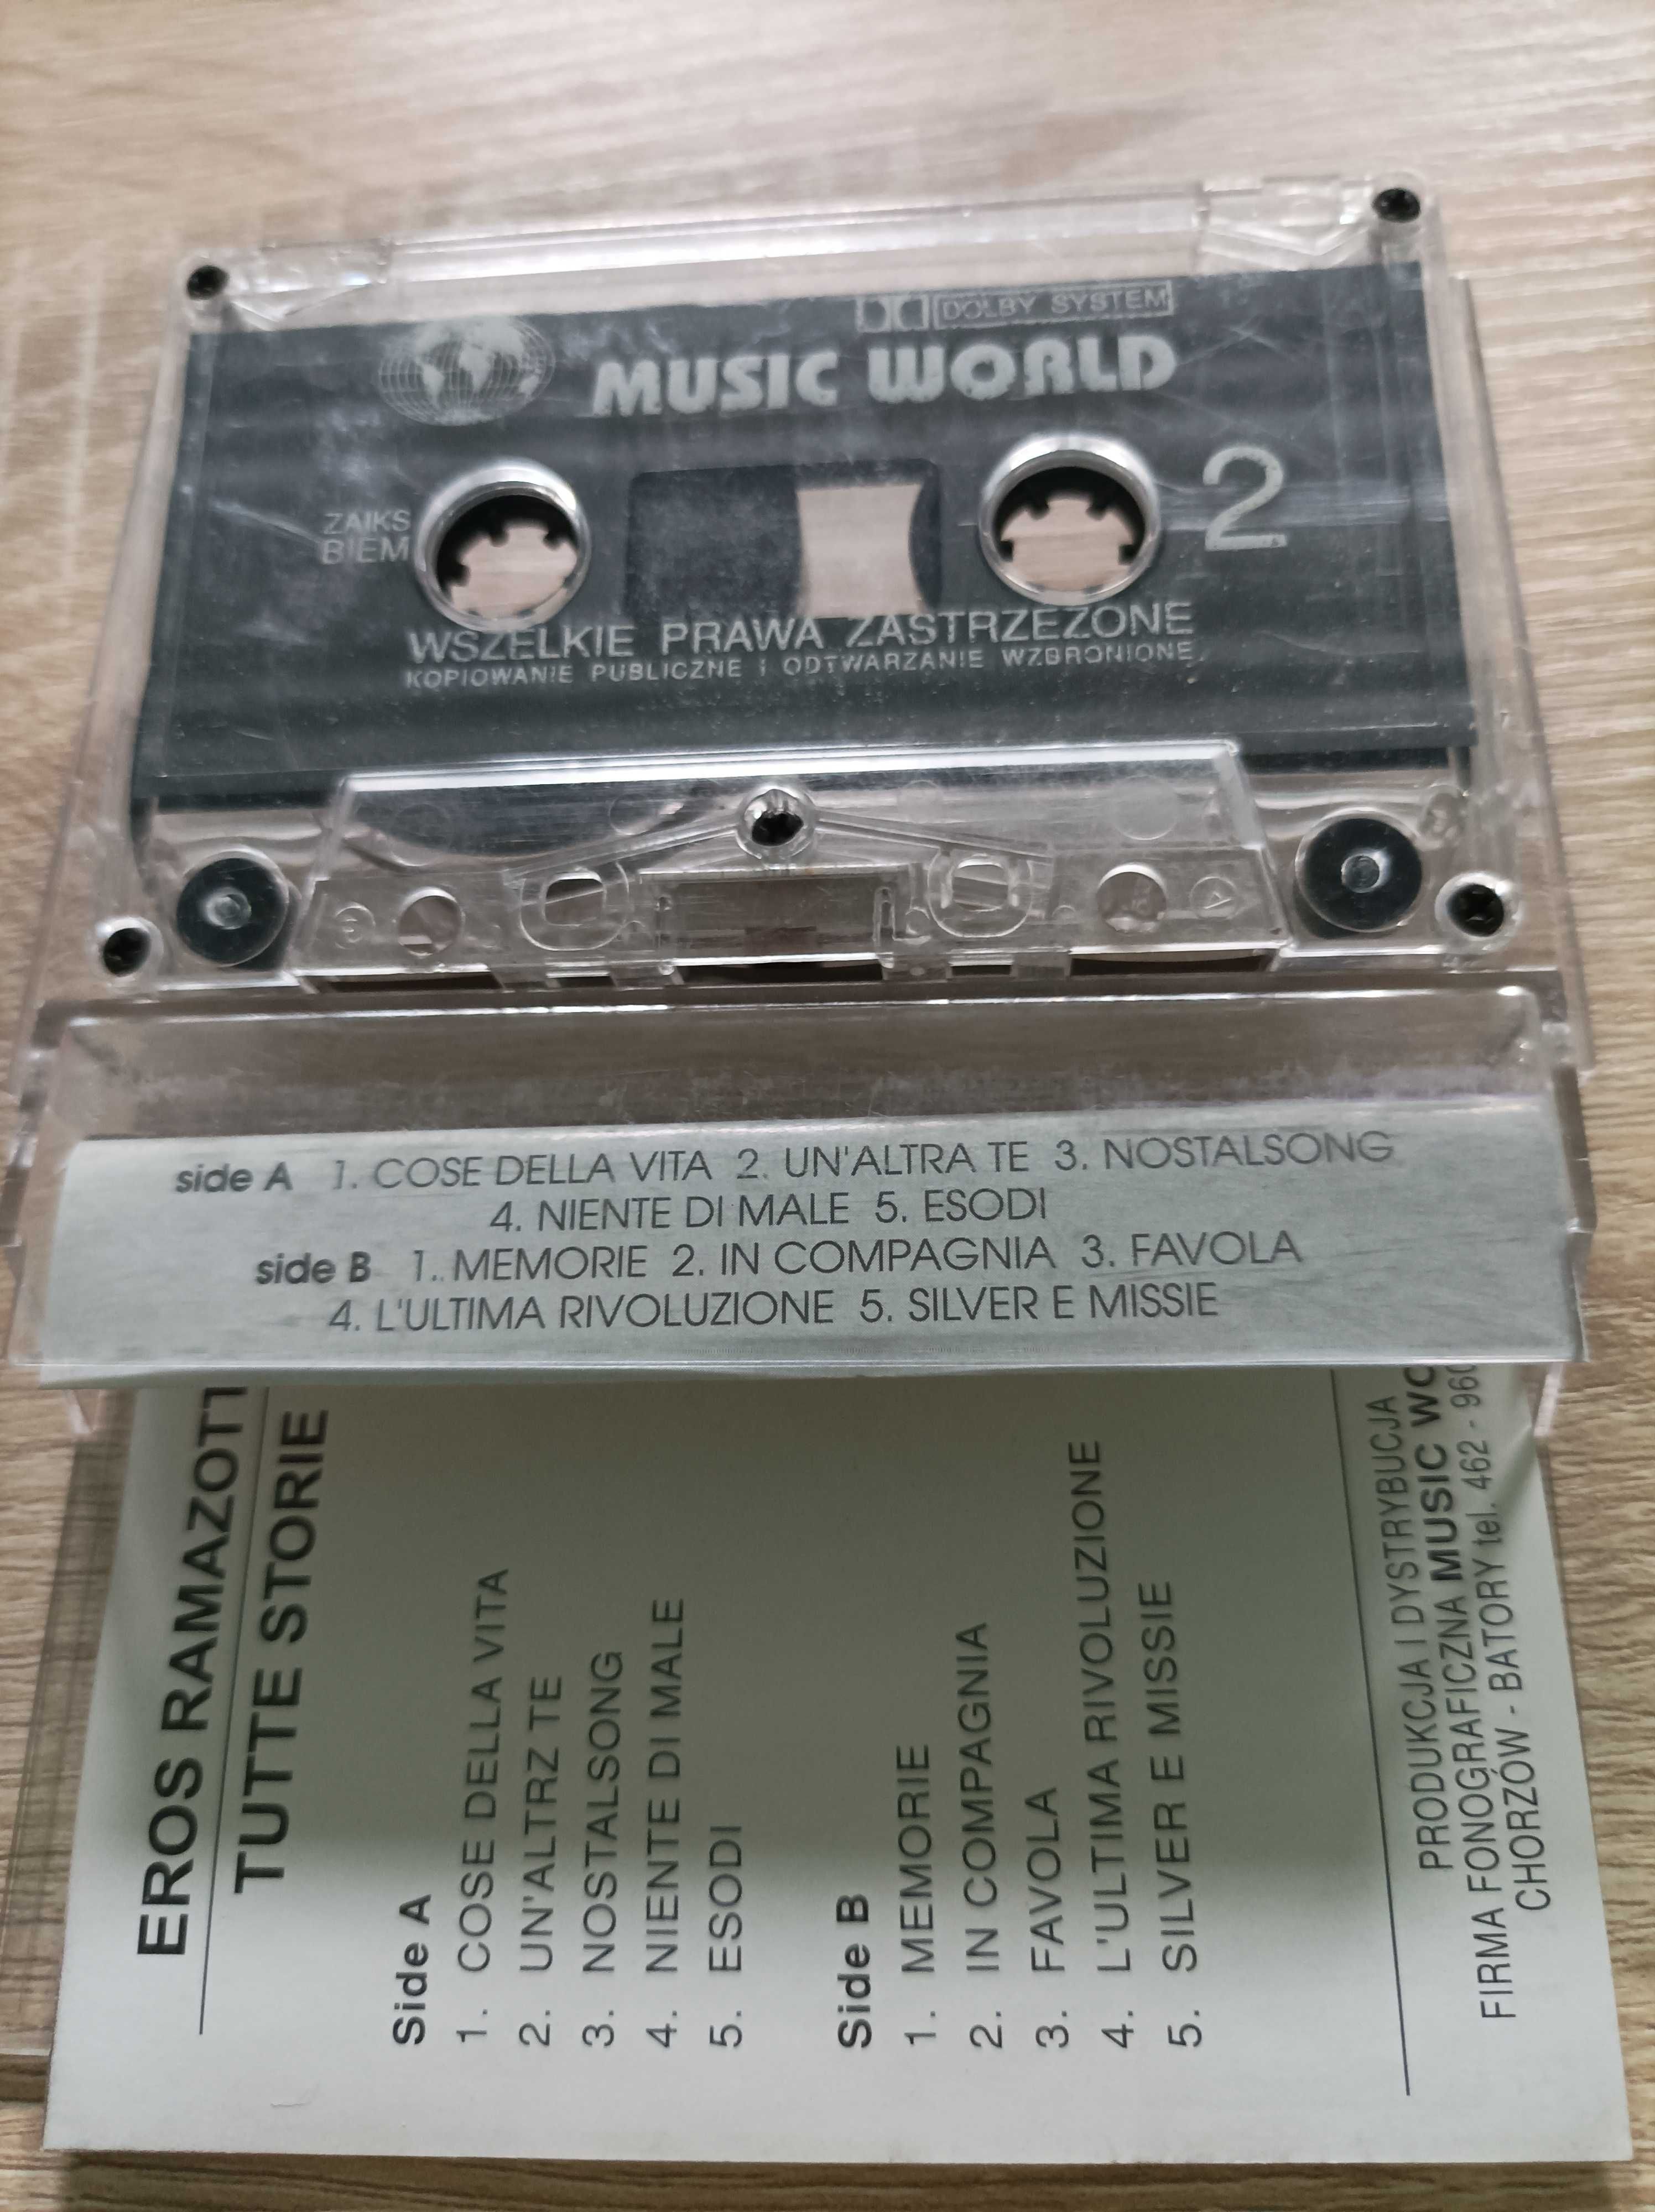 DOLBY SYSTEM
MUSIC WORLD
2
ZAIKS
BIEM
WSZELKIE PRAWA ZASTRZEŻONE
KOPIOWANIE PUBLICZNE I ODTWARZANIE WZBRONIONE.
side A 1. COSE DELLA VITA 2. UN'ALTRA TE 3. NOSTALSONG
4. NIENTE DI MALE 5. ESODI
side B 1. MEMORIE 2. IN COMPAGNIA 3. FAVOLA
4. L'ULTIMA RIVOLUZIONE 5. SILVER E MISSIE
EROS RAMAZOTT
TUTTE STORIE
Side A
1. COSE DELLA VITA
2. UN'ALTRZ TE
3. NOSTALSONG
4. NIENTE DI MALE
5. ESODI
Side B
1. MEMORIE
2. IN COMPAGNIA
3. FAVOLA
4. L'ULTIMA RIVOLUZIONE
5. SILVER E MISSIE
PRODUKCJA I DYSTRYBUCJA
FIRMA FONOGRAFICZNA MUSIC WO
CHORZÓW - BATORY tel. 462 - 960